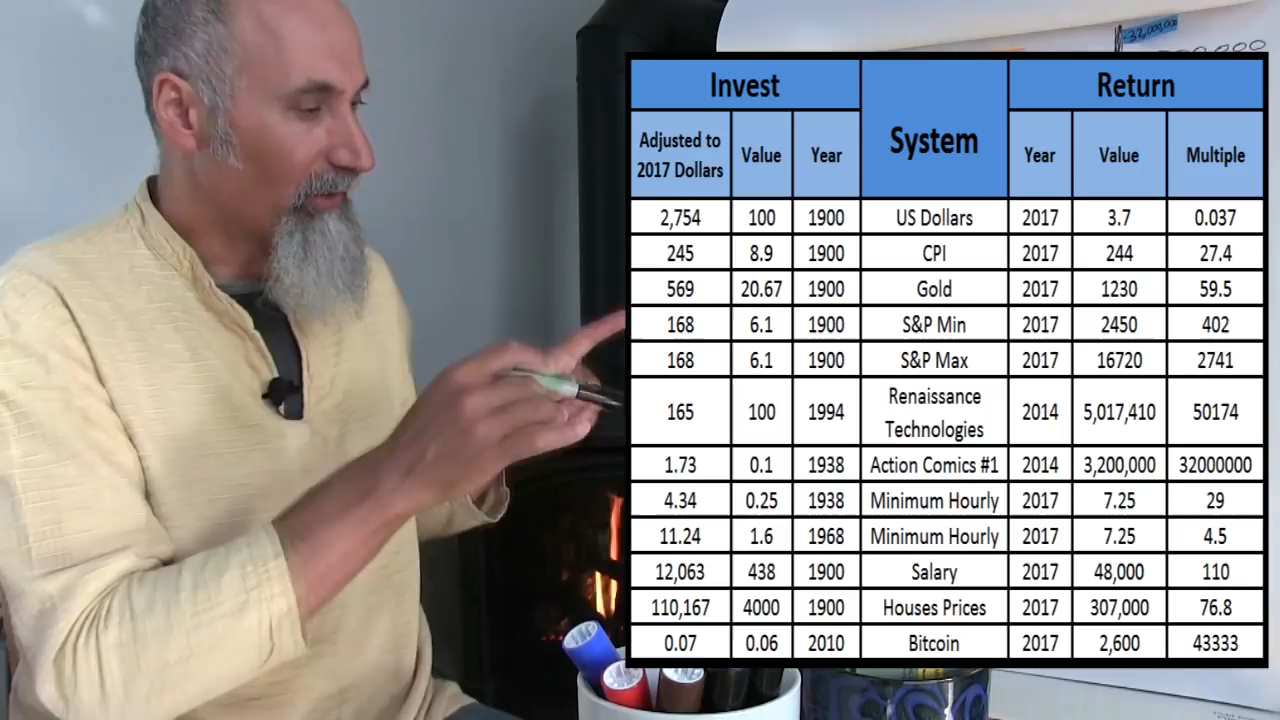 -32,000,000
Invest
System
Return
Adjusted to
2017 Dollars
Value
Year
Year
Value
Multiple
2,754 100 1900 US Dollars 2017 3.7 0.037
245 8.9 1900 CPI 2017 244 27.4
569 20.67 1900 Gold 2017 1230 59.5
168 6.1 1900 S&P Min 2017 2450 402
168 6.1 1900 S&P Max 2017 16720 2741
165 100 1994 Renaissance
Technologies 2014 5,017,410 50174
1.73 0.1 1938 Action Comics #1 2014 3,200,000 32000000
4.34 0.25 1938 Minimum Hourly 2017 7.25 29
11.24 1.6 1968 Minimum Hourly 2017 7.25 4.5
12,063 438 1900 Salary 2017 48,000 110
110,167 4000 1900 Houses Prices 2017 307,000 76.8
0.07 0.06 2010 Bitcoin 2017 2,600 43333